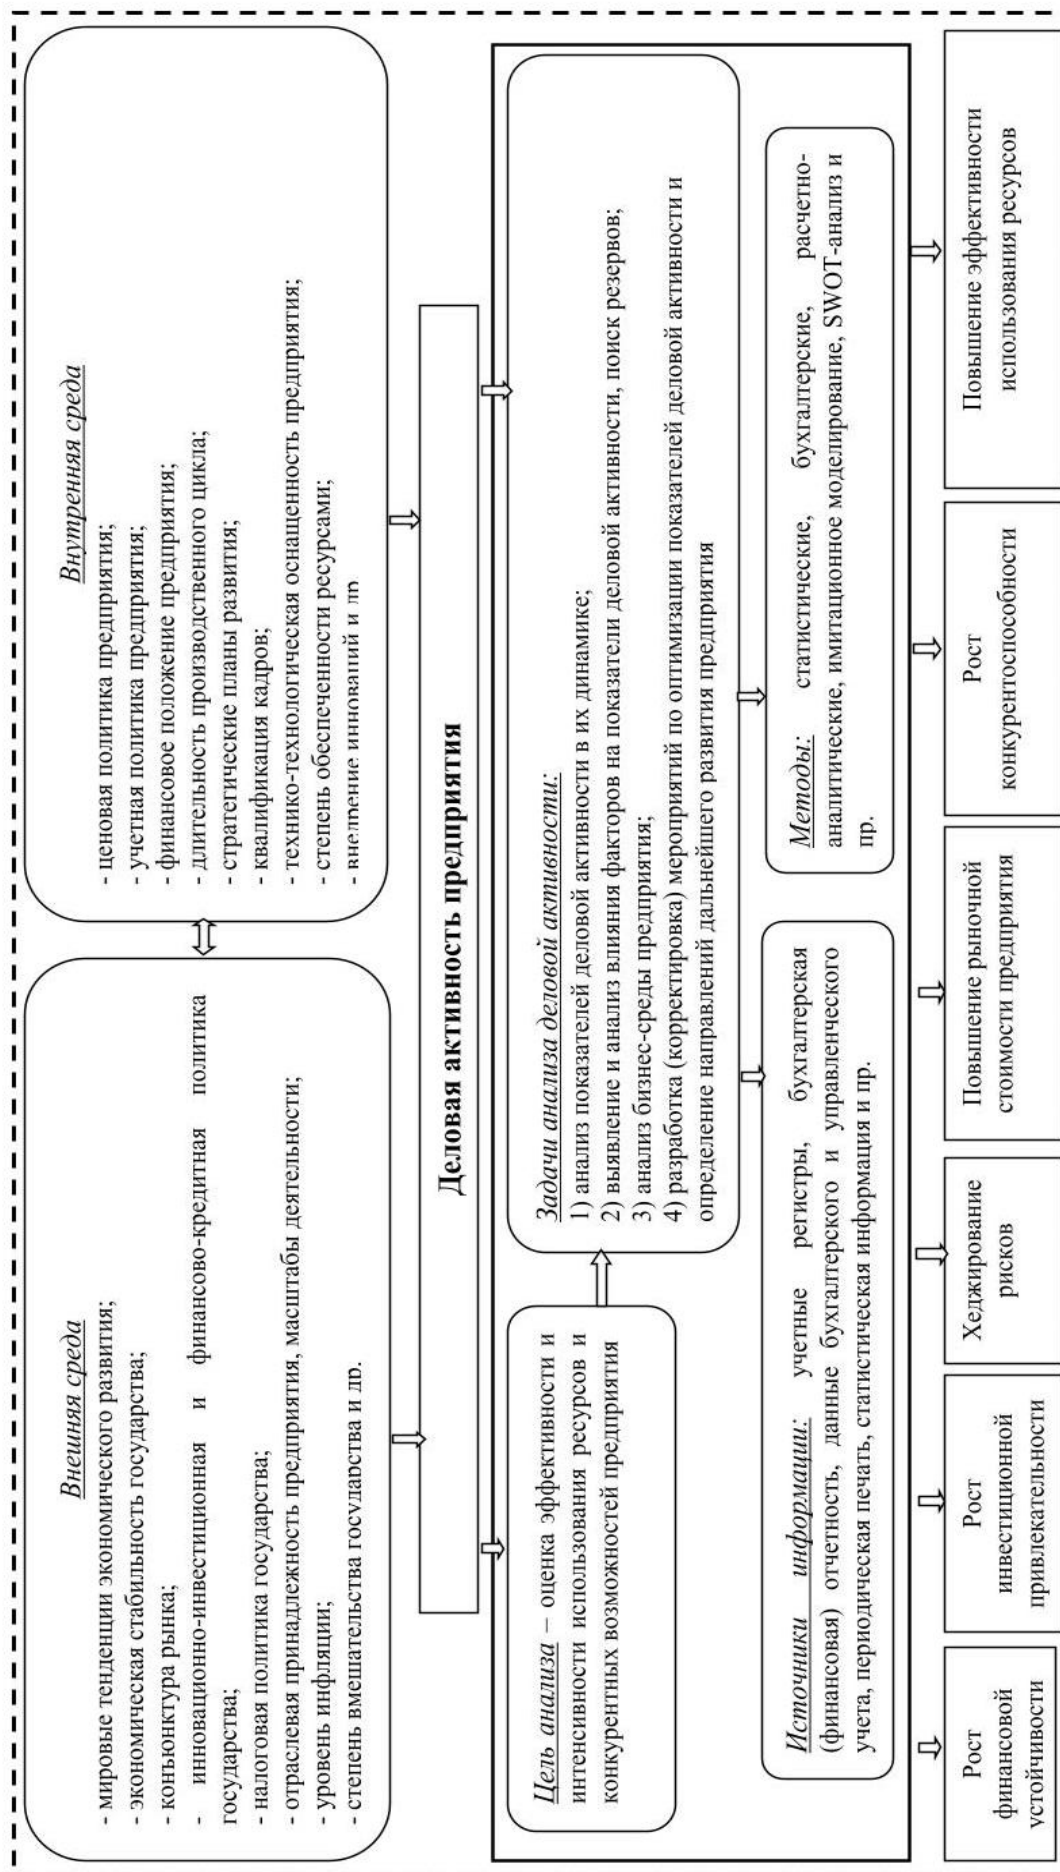 Внешняя среда
- мировые тенденции экономического развития;
- экономическая стабильность государства;
- конъюнктура рынка;
- инновационно-инвестиционная и финансово-кредитная политика
государства;
- налоговая политика государства;
- отраслевая принадлежность предприятия, масштабы деятельности;
- уровень инфляции;
- степень вмешательства государства и др.
Внутренняя среда
- ценовая политика предприятия;
- учетная политика предприятия;
- финансовое положение предприятия;
- длительность производственного цикла;
- стратегические планы развития;
- квалификация кадров;
- технико-технологическая оснащенность предприятия;
- степень обеспеченности ресурсами;
- внедрение инноваций и др
Деловая активность предприятия
Цель анализа – оценка эффективности и
интенсивности использования ресурсов и
конкурентных возможностей предприятия
Задачи анализа деловой активности:
1) анализ показателей деловой активности в их динамике;
2) выявление и анализ влияния факторов на показатели деловой активности, поиск резервов;
3) анализ бизнес-среды предприятия;
4) разработка (корректировка) мероприятий по оптимизации показателей деловой активности и
определение направлений дальнейшего развития предприятия
Источники информации: учетные регистры, бухгалтерская
(финансовая) отчетность, данные бухгалтерского и управленческого
учета, периодическая печать, статистическая информация и пр.
Методы: статистические, бухгалтерские, расчетно-
аналитические, имитационное моделирование, SWOT-анализ и
пр.
Рост
финансовой
устойчивости
Рост
инвестиционной
привлекательности
Хеджирование
рисков
Повышение рыночной
стоимости предприятия
Рост
конкурентоспособности
Повышение эффективности
использования ресурсов